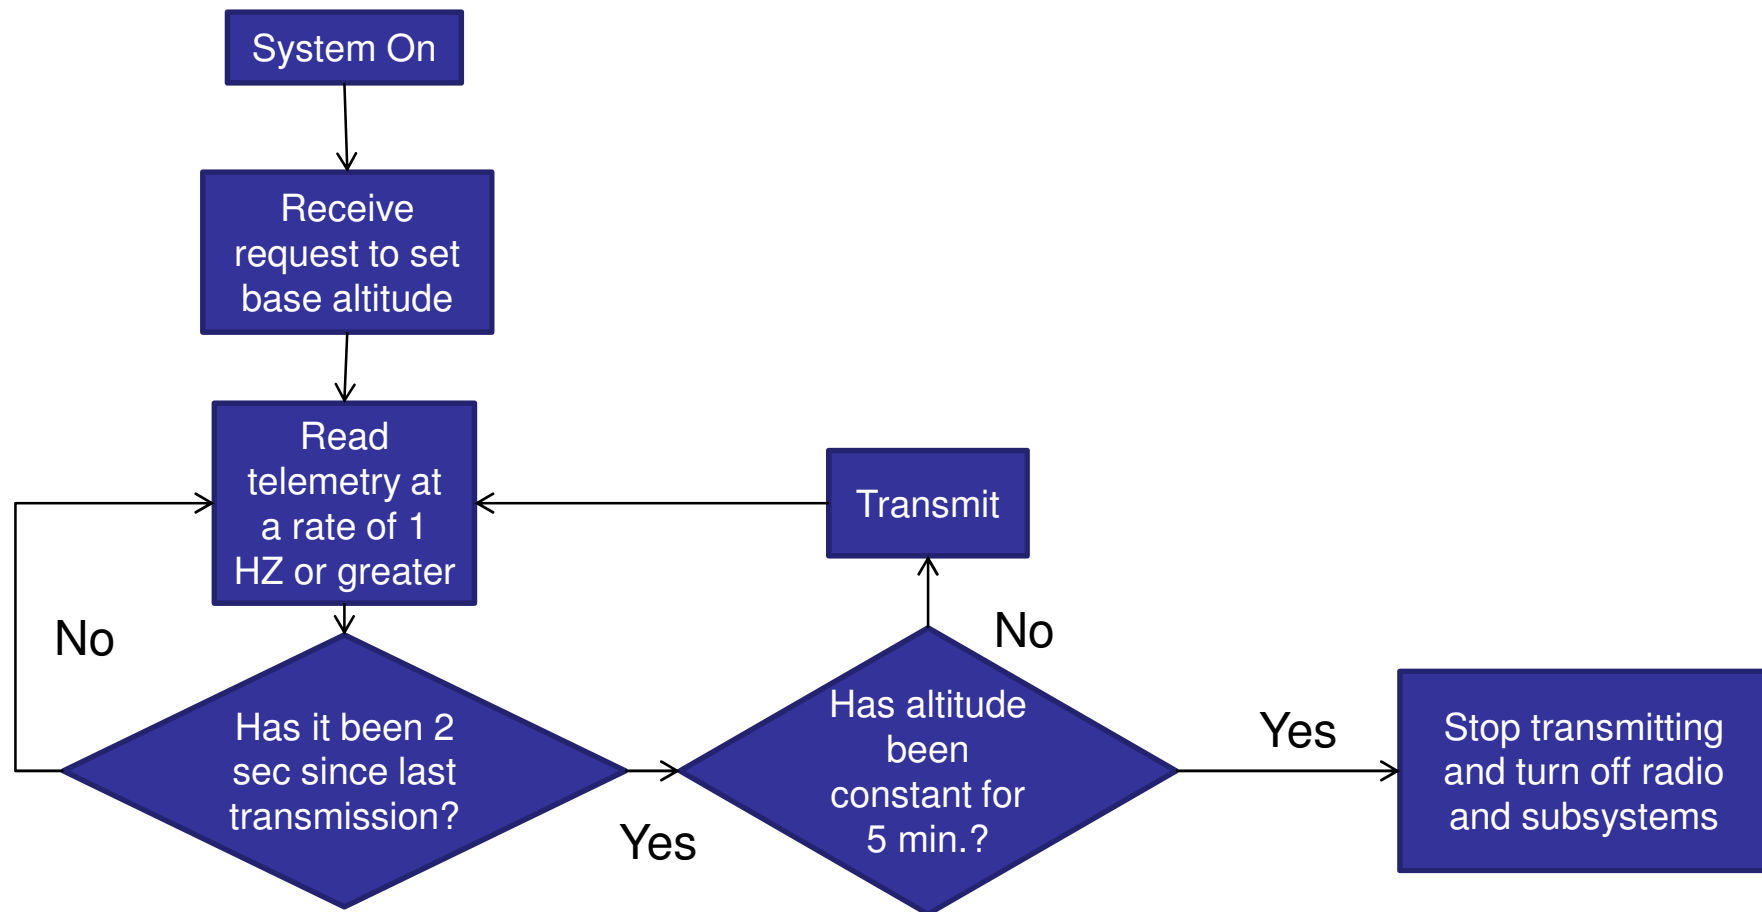 System On
Receive
request to set
base altitude
Read
telemetry at
a rate of 1
HZ or greater
Transmit
No
No
Has it been 2
sec since last
transmission?
Yes
Has altitude
been
constant for
5 min.?
Yes
Stop transmitting
and turn off radio
and subsystems